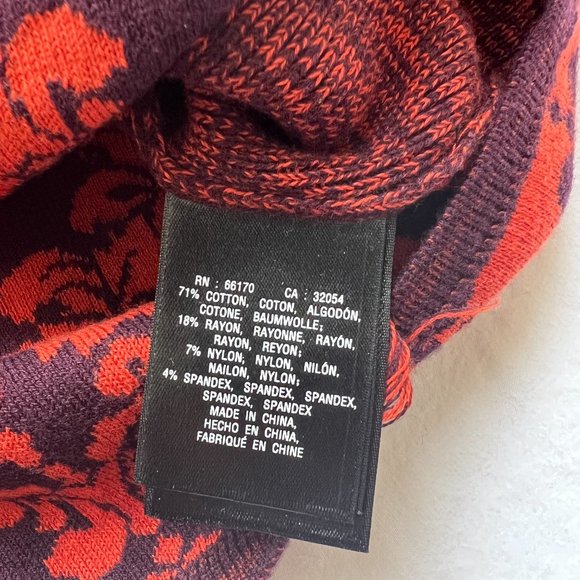 RN : 66170 CA : 32054
71% COTTON, COTON, ALGODÓN,
COTONE, BAUMWOLLE;
18% RAYON, RAYONNE, RAYÓN,
RAYON, REYON;
7% NYLON; NYLON, NILÓN,
NAILON, NYLON;
4% SPANDEX, SPANDEX, SPANDEX,
SPANDEX, SPANDEX
MADE IN CHINA,
HECHO EN CHINA,
FABRIQUÉ EN CHINE